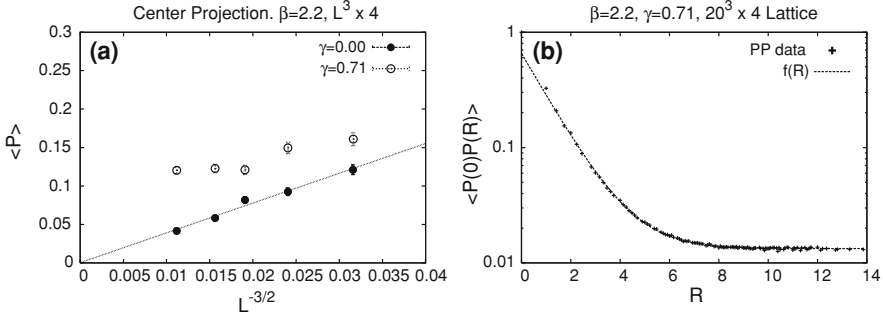 Center Projection. β=2.2, L³ x 4
(a)
γ=0.00
γ=0.71
0.3
0.25
0.2
0.15
0.1
0.05
0
<P>
0 0.005 0.01 0.015 0.02 0.025 0.03 0.035 0.04
L⁻³/²
β=2.2, γ=0.71, 20³ x 4 Lattice
(b)
PP data
f(R)
1
0.1
0.01
<P(0)P(R)>
0 2 4 6 8 10 12 14
R